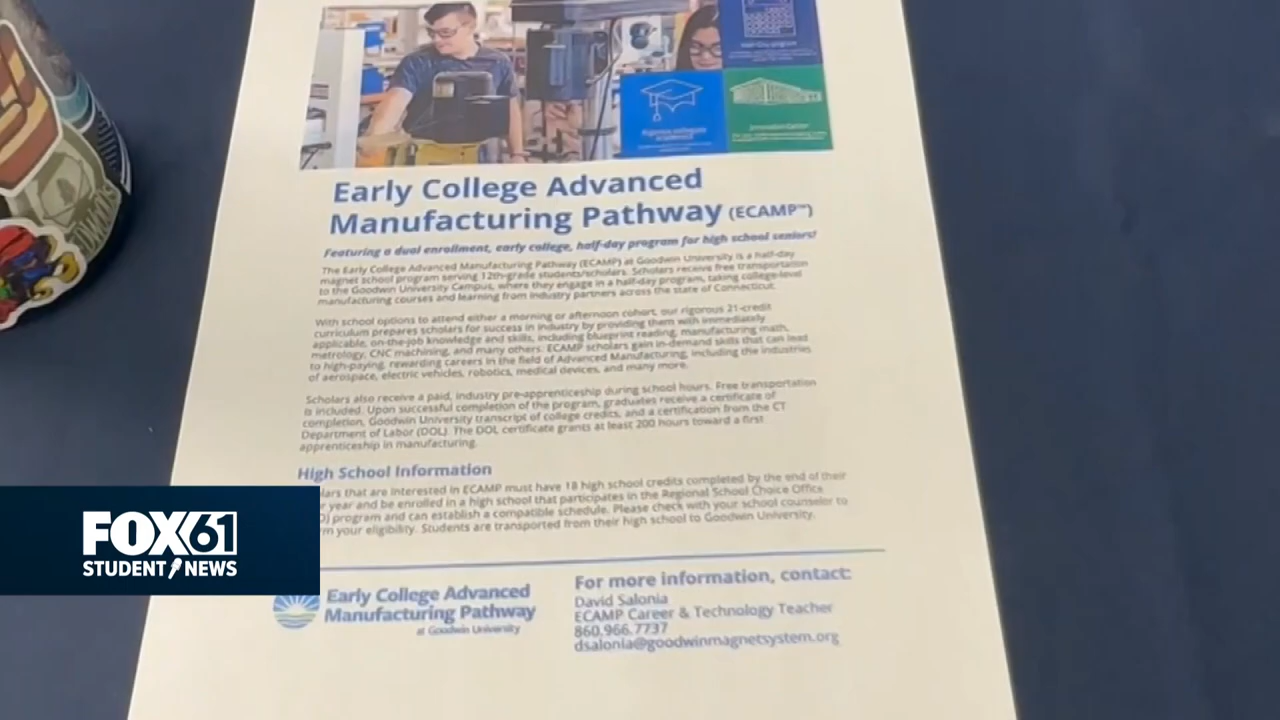 half-day program
Rigorous collegiate
academics
Early College Advanced
Manufacturing Pathway (ECAMP™)
Featuring a dual enrollment, early college, half-day program for high school seniors!
The Early College Advanced Manufacturing Pathway (ECAMP) at Goodwin University is a half-day
magnet school program serving 12th-grade students/scholars. Scholars receive free transportation
to the Goodwin University Campus, where they engage in a half-day program, taking college-level
manufacturing courses and learning from industry partners across the state of Connecticut.
With school options to attend either a morning or afternoon cohort, our rigorous 21-credit
curriculum prepares scholars for success in industry by providing them with immediately
applicable, on-the-job knowledge and skills, including blueprint reading, manufacturing math,
metrology, CNC machining, and many others. ECAMP scholars gain in-demand skills that can lead
to high-paying, rewarding careers in the field of Advanced Manufacturing, including the industries
of aerospace, electric vehicles, robotics, medical devices, and many more.
Scholars also receive a paid, industry pre-apprenticeship during school hours. Free transportation
is included. Upon successful completion of the program, graduates receive a certificate of
completion, Goodwin University transcript of college credits, and a certification from the CT
Department of Labor (DOL). The DOL certificate grants at least 200 hours toward a first
apprenticeship in manufacturing.
High School Information
lars that are interested in ECAMP must have 18 high school credits completed by the end of their
r year and be enrolled in a high school that participates in the Regional School Choice Office
O) program and can establish a compatible schedule. Please check with your school counselor to
rm your eligibility. Students are transported from their high school to Goodwin University.
FOX61
STUDENT NEWS
Early College Advanced
Manufacturing Pathway
at Goodwin University
For more information, contact:
David Salonia
ECAMP Career & Technology Teacher
860.966.7737
dsalonia@goodwinmagnetsystem.org